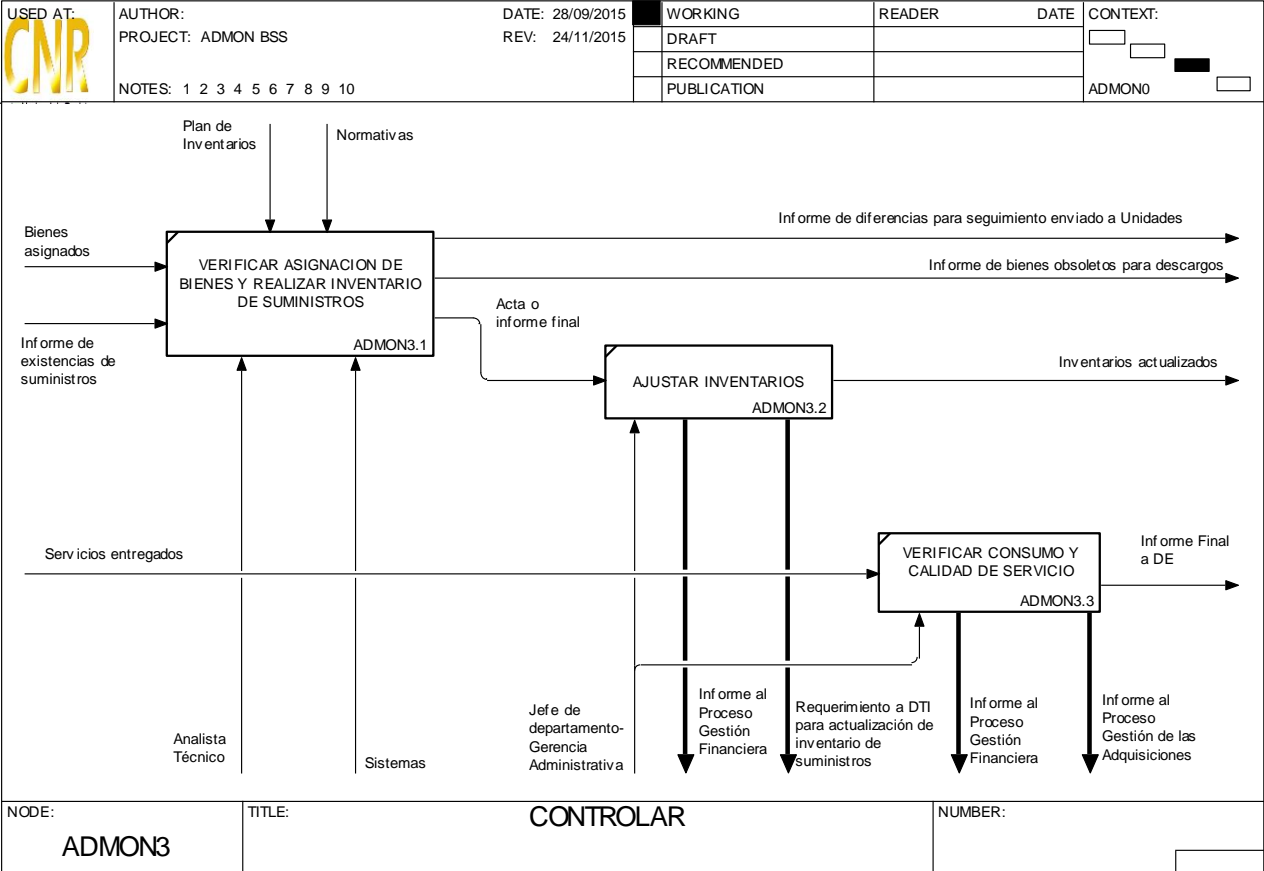 USED AT:
CNR
AUTHOR:
PROJECT: ADMON BSS
NOTES: 1 2 3 4 5 6 7 8 9 10
DATE: 28/09/2015
REV: 24/11/2015
WORKING
DRAFT
RECOMMENDED
PUBLICATION
READER DATE
CONTEXT:
ADMON0
Plan de
Inventarios
Normativas
Bienes
asignados
Informe de
existencias de
suministros
VERIFICAR ASIGNACION DE
BIENES Y REALIZAR INVENTARIO
DE SUMINISTROS
ADMON3.1
Informe de diferencias para seguimiento enviado a Unidades
Informe de bienes obsoletos para descargos
Acta o
informe final
AJUSTAR INVENTARIOS
ADMON3.2
Inventarios actualizados
Servicios entregados
VERIFICAR CONSUMO Y
CALIDAD DE SERVICIO
ADMON3.3
Informe Final
a DE
Analista
Técnico
Sistemas
Jefe de
departamento-
Gerencia
Administrativa
Informe al
Proceso
Gestión
Financiera
Requerimiento a DTI
para actualización de
inventario de
suministros
Informe al
Proceso
Gestión
Financiera
Informe al
Proceso
Gestión de las
Adquisiciones
NODE:
ADMON3
TITLE:
CONTROLAR
NUMBER: